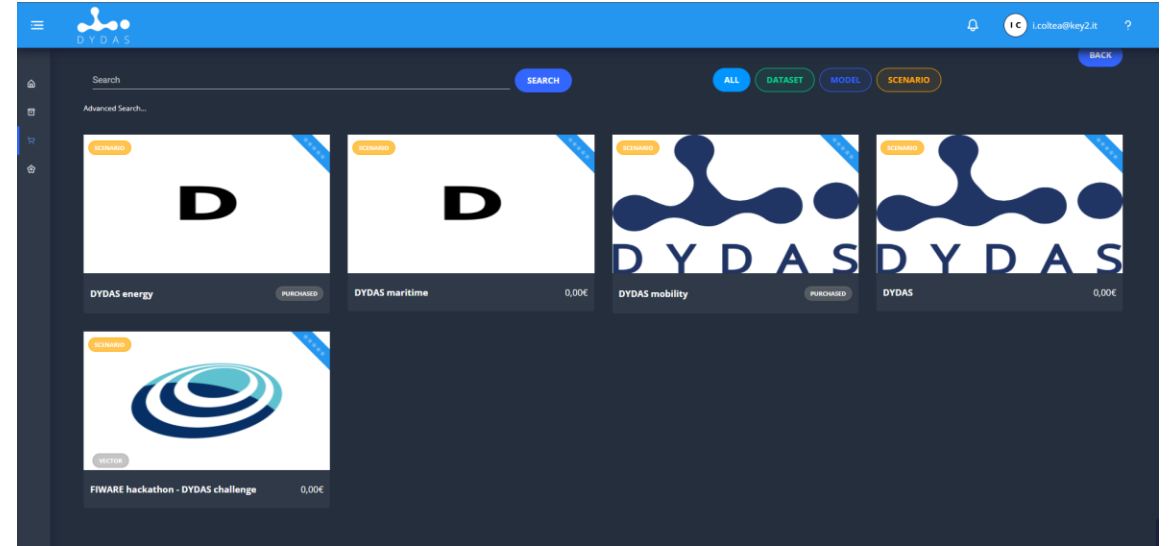 DYDAS
I C
i.coltea@key2.it
?
BACK
Search
SEARCH
ALL
DATASET
MODEL
SCENARIO
Advanced Search...
SCENARIO
D
DYDAS energy
PURCHASED
SCENARIO
D
DYDAS maritime
0,00€
SCENARIO
DYDAS
DYDAS mobility
PURCHASED
SCENARIO
DYDAS
DYDAS
0,00€
SCENARIO
VECTOR
FIWARE hackathon - DYDAS challenge
0,00€